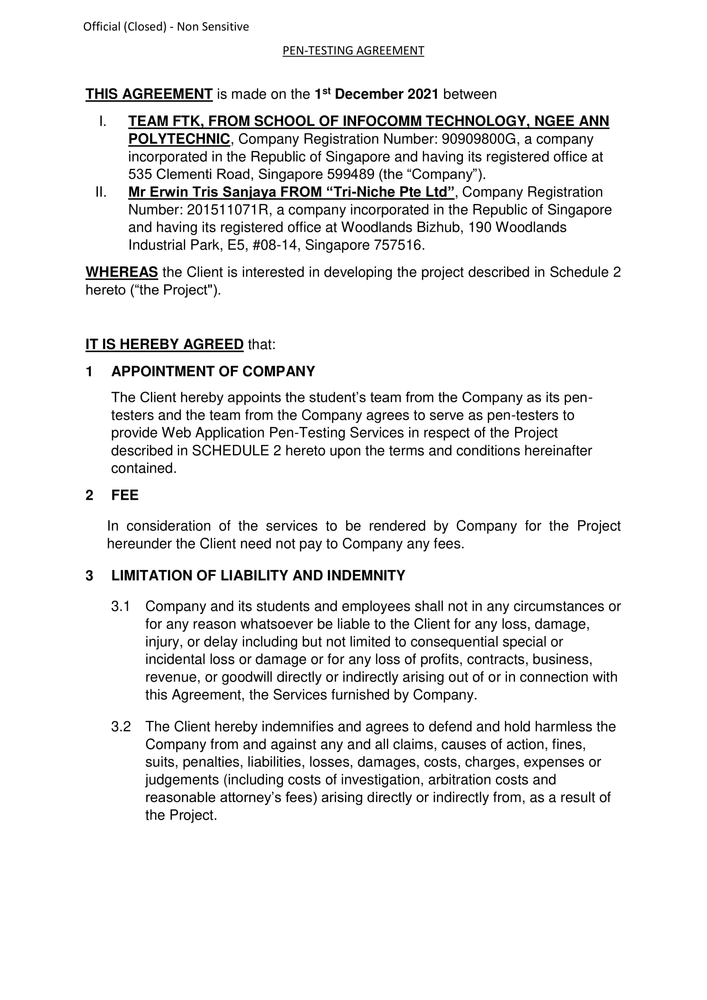 Official (Closed) - Non Sensitive
PEN-TESTING AGREEMENT
THIS AGREEMENT is made on the 1st December 2021 between
I. TEAM FTK, FROM SCHOOL OF INFOCOMM TECHNOLOGY, NGEE ANN
POLYTECHNIC, Company Registration Number: 90909800G, a company
incorporated in the Republic of Singapore and having its registered office at
535 Clementi Road, Singapore 599489 (the “Company”).
II. Mr Erwin Tris Sanjaya FROM “Tri-Niche Pte Ltd”, Company Registration
Number: 201511071R, a company incorporated in the Republic of Singapore
and having its registered office at Woodlands Bizhub, 190 Woodlands
Industrial Park, E5, #08-14, Singapore 757516.
WHEREAS the Client is interested in developing the project described in Schedule 2
hereto (“the Project").
IT IS HEREBY AGREED that:
1 APPOINTMENT OF COMPANY
The Client hereby appoints the student’s team from the Company as its pen-
testers and the team from the Company agrees to serve as pen-testers to
provide Web Application Pen-Testing Services in respect of the Project
described in SCHEDULE 2 hereto upon the terms and conditions hereinafter
contained.
2 FEE
In consideration of the services to be rendered by Company for the Project
hereunder the Client need not pay to Company any fees.
3 LIMITATION OF LIABILITY AND INDEMNITY
3.1 Company and its students and employees shall not in any circumstances or
for any reason whatsoever be liable to the Client for any loss, damage,
injury, or delay including but not limited to consequential special or
incidental loss or damage or for any loss of profits, contracts, business,
revenue, or goodwill directly or indirectly arising out of or in connection with
this Agreement, the Services furnished by Company.
3.2 The Client hereby indemnifies and agrees to defend and hold harmless the
Company from and against any and all claims, causes of action, fines,
suits, penalties, liabilities, losses, damages, costs, charges, expenses or
judgements (including costs of investigation, arbitration costs and
reasonable attorney’s fees) arising directly or indirectly from, as a result of
the Project.